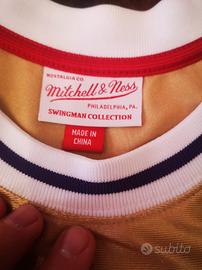 NOSTALGIA CO.
Mitchell & Ness
PHILADELPHIA, PA.
SWINGMAN COLLECTION
MADE IN
CHINA
subito